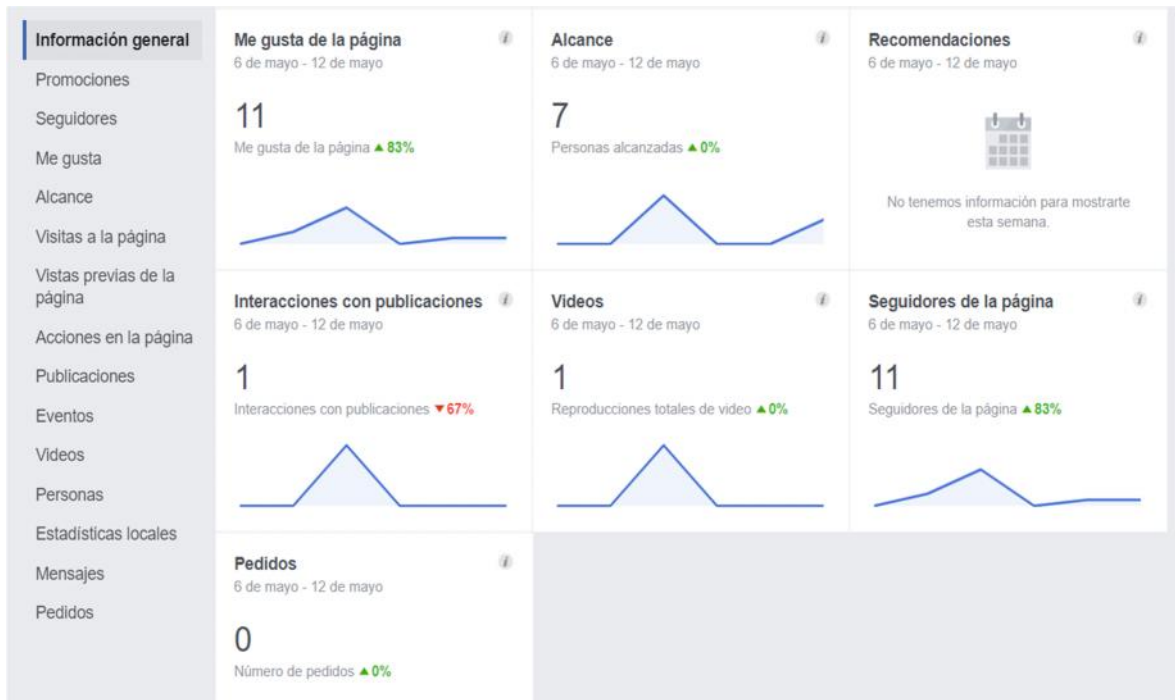 Información general
Promociones
Seguidores
Me gusta
Alcance
Visitas a la página
Vistas previas de la
página
Acciones en la página
Publicaciones
Eventos
Videos
Personas
Estadísticas locales
Mensajes
Pedidos
Me gusta de la página
6 de mayo - 12 de mayo
11
Me gusta de la página ▲ 83%
Alcance
6 de mayo - 12 de mayo
7
Personas alcanzadas ▲ 0%
Recomendaciones
6 de mayo - 12 de mayo
No tenemos información para mostrarte
esta semana.
Interacciones con publicaciones
6 de mayo - 12 de mayo
1
Interacciones con publicaciones ▼ 67%
Videos
6 de mayo - 12 de mayo
1
Reproducciones totales de video ▲ 0%
Seguidores de la página
6 de mayo - 12 de mayo
11
Seguidores de la página ▲ 83%
Pedidos
6 de mayo - 12 de mayo
0
Número de pedidos ▲ 0%